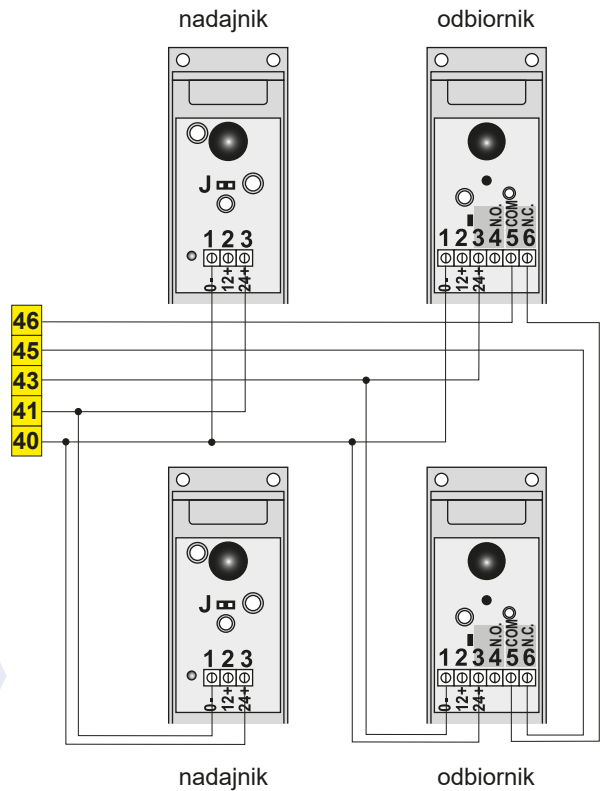 nadajnik
odbiornik
J
1 2 3
0- 12+ 24+
N.O. COM N.C.
1 2 3 4 5 6
0- 12+ 24+
46
45
43
41
40
J
1 2 3
0- 12+ 24+
N.O. COM N.C.
1 2 3 4 5 6
0- 12+ 24+
nadajnik
odbiornik